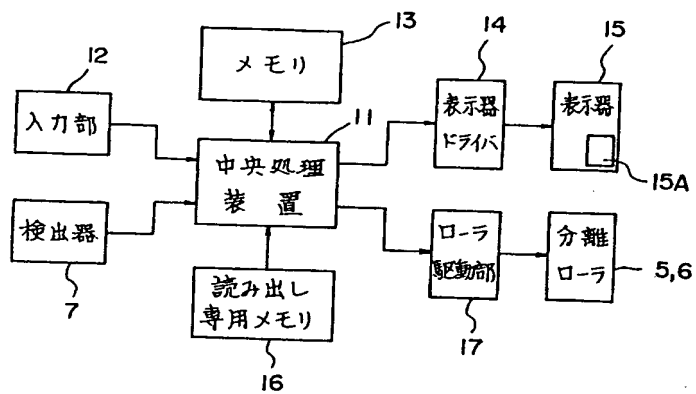 13
メモリ
12
入力部
14
表示器
ドライバ
15
表示器
15A
11
中央処理
装置
検出器
7
読み出し
専用メモリ
16
ローラ
駆動部
17
分離
ローラ
5,6